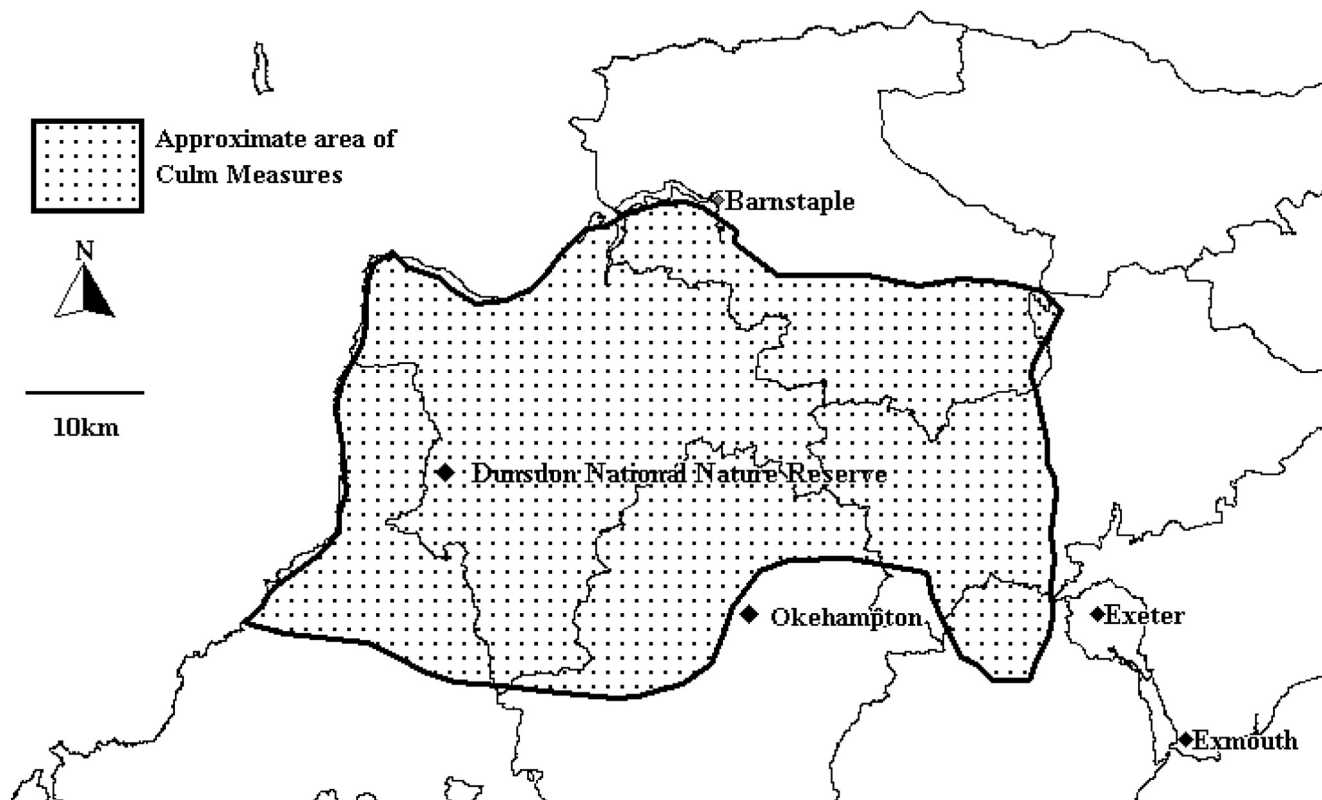 Approximate area of
Culm Measures
N
10km
Barnstaple
Dunsdon National Nature Reserve
Okehampton
Exeter
Exmouth